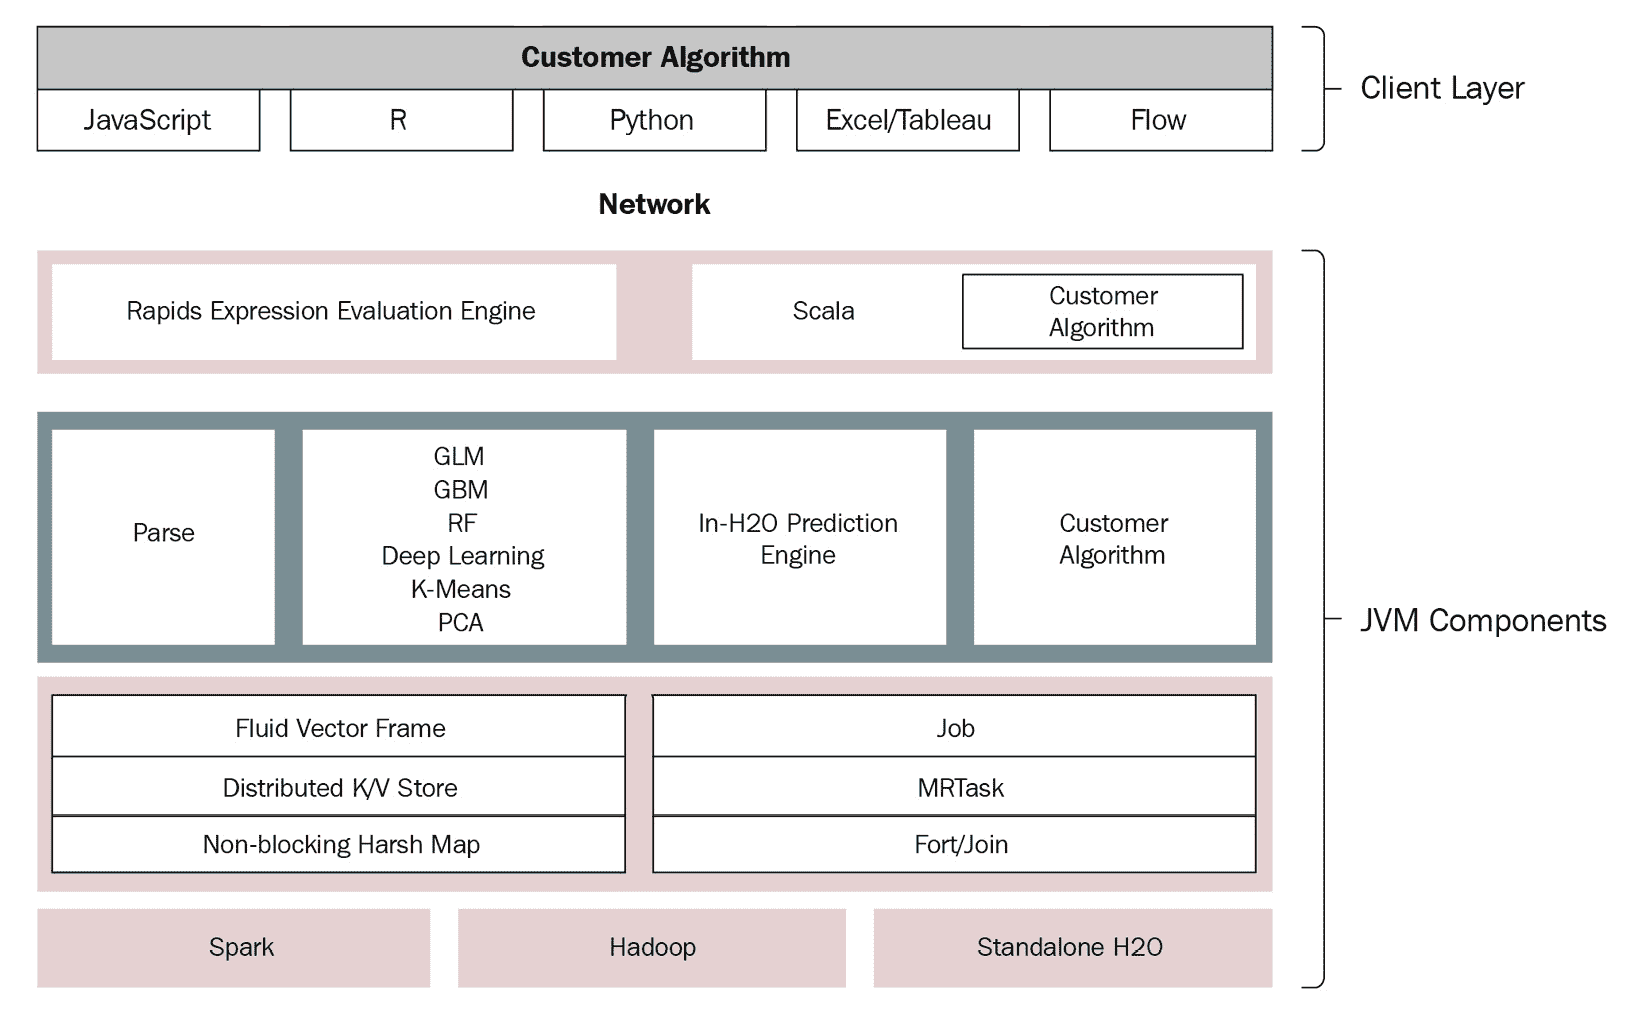 Customer Algorithm
JavaScript
R
Python
Excel/Tableau
Flow
Client Layer
Network
Rapids Expression Evaluation Engine
Scala
Customer
Algorithm
Parse
GLM
GBM
RF
Deep Learning
K-Means
PCA
In-H2O Prediction
Engine
Customer
Algorithm
JVM Components
Fluid Vector Frame
Distributed K/V Store
Non-blocking Harsh Map
Job
MRTask
Fort/Join
Spark
Hadoop
Standalone H2O